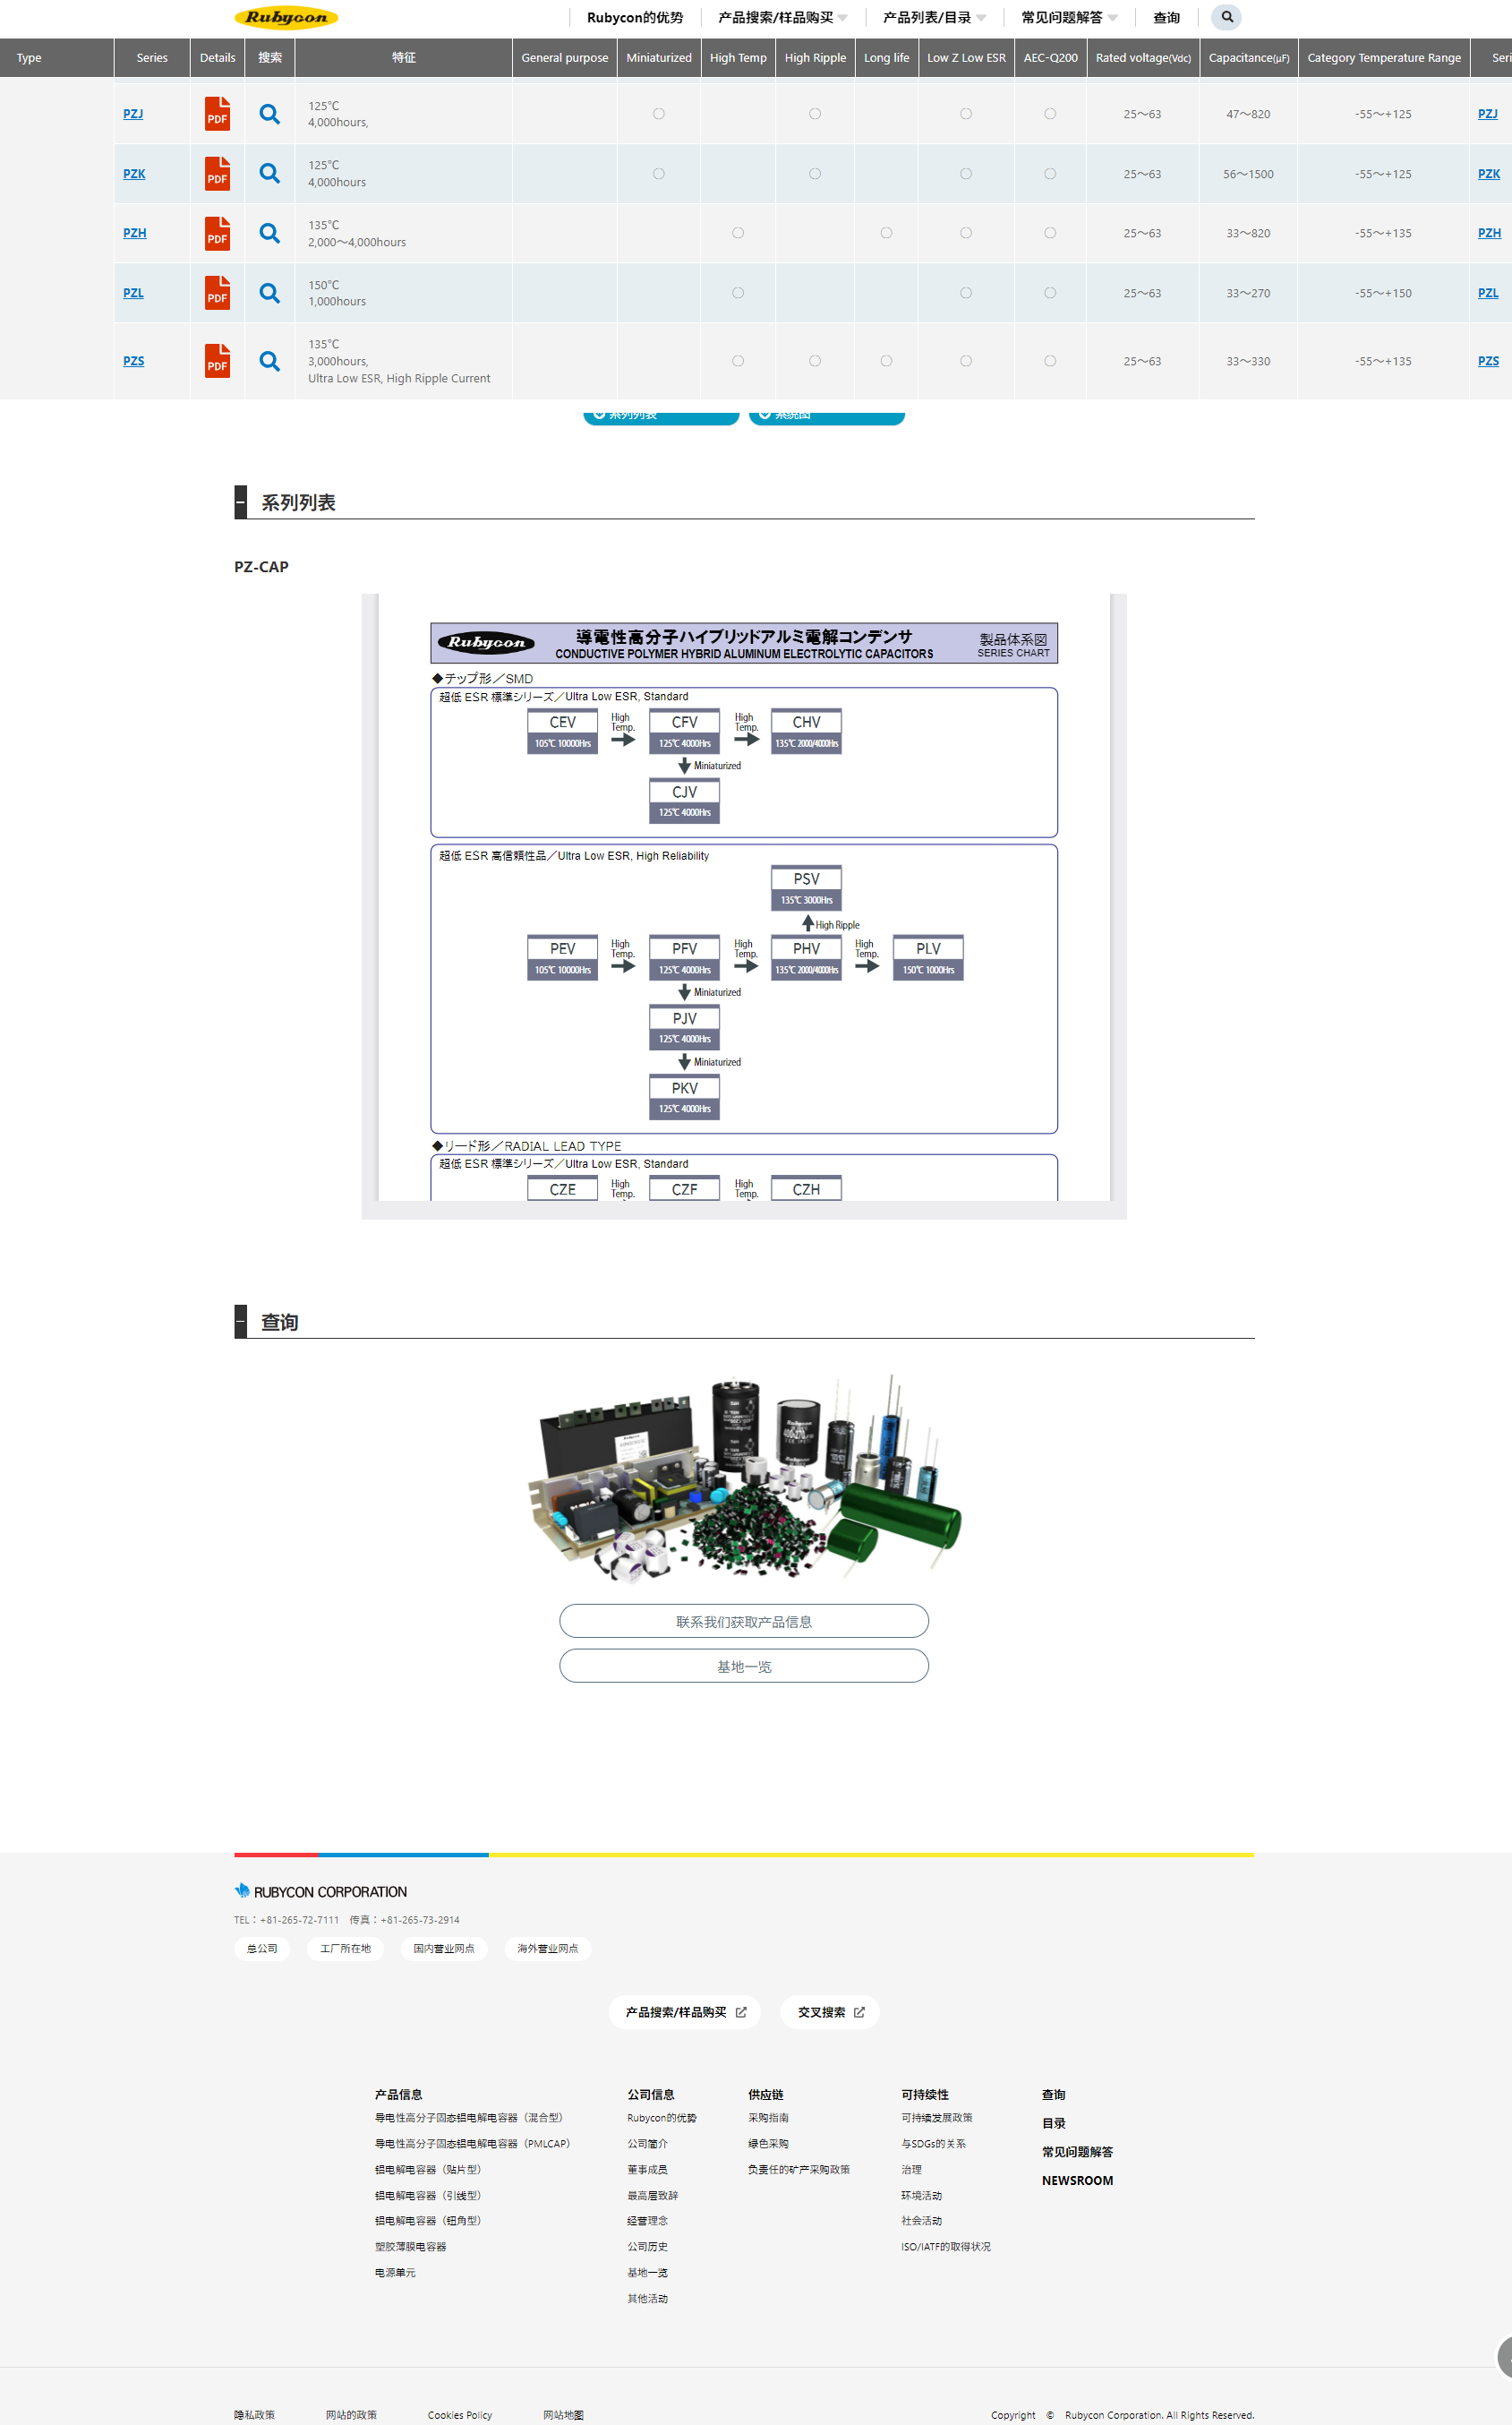 Rubycon
Rubycon的优势
产品搜索/样品购买
产品列表/目录
常见问题解答
查询
Type Series Details 搜索 特征 General purpose Miniaturized High Temp High Ripple Long life Low Z Low ESR AEC-Q200 Rated voltage(Vdc) Capacitance(μF) Category Temperature Range Seri
PZJ PDF 125℃
4,000hours, ○ ○ ○ ○ 25～63 47～820 -55～+125 PZJ
PZK PDF 125℃
4,000hours ○ ○ ○ ○ 25～63 56～1500 -55～+125 PZK
PZH PDF 135℃
2,000～4,000hours ○ ○ ○ ○ 25～63 33～820 -55～+135 PZH
PZL PDF 150℃
1,000hours ○ ○ ○ 25～63 33～270 -55～+150 PZL
PZS PDF 135℃
3,000hours,
Ultra Low ESR, High Ripple Current ○ ○ ○ ○ ○ 25～63 33～330 -55～+135 PZS
系列列表 系统图
系列列表
PZ-CAP
Rubycon 導電性高分子ハイブリッドアルミ電解コンデンサ 製品体系図
CONDUCTIVE POLYMER HYBRID ALUMINUM ELECTROLYTIC CAPACITORS SERIES CHART
◆チップ形／SMD
超低 ESR 標準シリーズ／Ultra Low ESR, Standard
CEV High Temp. CFV High Temp. CHV
105℃ 10000Hrs 125℃ 4000Hrs 135℃ 2000/4000Hrs
Miniaturized
CJV
125℃ 4000Hrs
超低 ESR 高信頼性品／Ultra Low ESR, High Reliability
PSV
135℃ 3000Hrs
High Ripple
PEV High Temp. PFV High Temp. PHV High Temp. PLV
105℃ 10000Hrs 125℃ 4000Hrs 135℃ 2000/4000Hrs 150℃ 1000Hrs
Miniaturized
PJV
125℃ 4000Hrs
Miniaturized
PKV
125℃ 4000Hrs
◆リード形／RADIAL LEAD TYPE
超低 ESR 標準シリーズ／Ultra Low ESR, Standard
CZE High Temp. CZF High Temp. CZH
查询
联系我们获取产品信息
基地一览
RUBYCON CORPORATION
TEL：+81-265-72-7111 传真：+81-265-73-2914
总公司 工厂所在地 国内营业网点 海外营业网点
产品搜索/样品购买 交叉搜索
产品信息
导电性高分子固态铝电解电容器（混合型）
导电性高分子固态铝电解电容器（PMLCAP）
铝电解电容器（贴片型）
铝电解电容器（引线型）
铝电解电容器（钮角型）
塑胶薄膜电容器
电源单元
公司信息
Rubycon的优势
公司简介
董事成员
最高层致辞
经营理念
公司历史
基地一览
其他活动
供应链
采购指南
绿色采购
负责任的矿产采购政策
可持续性
可持续发展政策
与SDGs的关系
治理
环境活动
社会活动
ISO/IATF的取得状况
查询
目录
常见问题解答
NEWSROOM
隐私政策 网站的政策 Cookies Policy 网站地图
Copyright © Rubycon Corporation. All Rights Reserved.